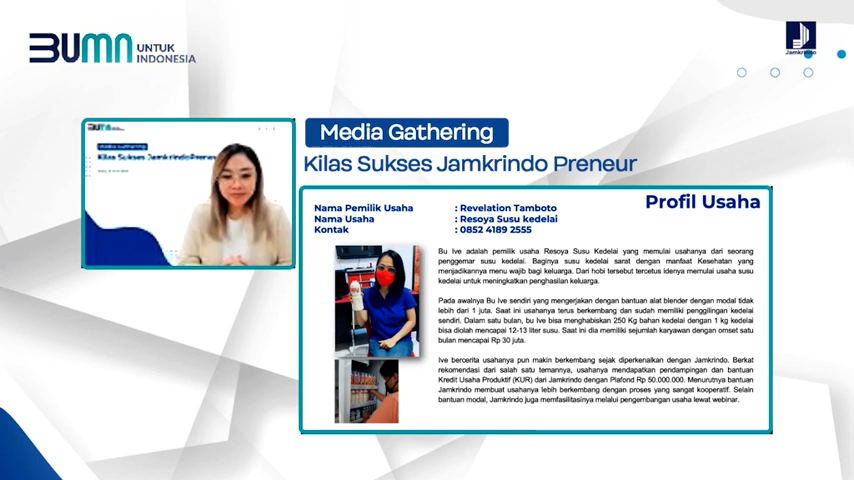 BUMN UNTUK
INDONESIA
Jamkrindo
BUMN
Media Gathering
Kilas Sukses Jamkrindo Preneur
Media Gathering
Kilas Sukses Jamkrindo Preneur
Profil Usaha
Nama Pemilik Usaha : Revelation Tamboto
Nama Usaha : Resoya Susu kedelai
Kontak : 0852 4189 2555
Bu Ive adalah pemilik usaha Resoya Susu Kedelai yang memulai usahanya dari seorang
penggemar susu kedelai. Baginya susu kedelai sarat dengan manfaat Kesehatan yang
menjadikannya menu wajib bagi keluarga. Dari hobi tersebut tercetus idenya memulai usaha susu
kedelai untuk meningkatkan penghasilan keluarga.
Pada awalnya Bu Ive sendiri yang mengerjakan dengan bantuan alat blender dengan modal tidak
lebih dari 1 juta. Saat ini usahanya terus berkembang dan sudah memiliki penggilingan kedelai
sendiri. Dalam satu bulan, bu Ive bisa menghabiskan 250 Kg bahan kedelai dengan 1 kg kedelai
bisa diolah mencapai 12-13 liter susu. Saat ini dia memiliki sejumlah karyawan dengan omset satu
bulan mencapai Rp 30 juta.
Ive bercerita usahanya pun makin berkembang sejak diperkenalkan dengan Jamkrindo. Berkat
rekomendasi dari salah satu temannya, usahanya mendapatkan pendampingan dan bantuan
Kredit Usaha Produktif (KUR) dari Jamkrindo dengan Plafond Rp 50.000.000. Menurutnya bantuan
Jamkrindo membuat usahanya lebih berkembang dengan proses yang sangat kooperatif. Selain
bantuan modal, Jamkrindo juga memfasilitasinya melalui pengembangan usaha lewat webinar.